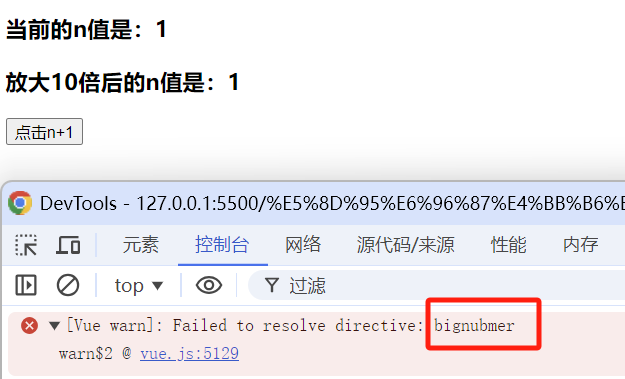 当前的n值是：1
放大10倍后的n值是：1
点击n+1
DevTools - 127.0.0.1:5500/%E5%8D%95%E6%96%87%E4%BB%B6%E
元素 控制台 网络 源代码/来源 性能 内存
top ▼ 过滤
▼[Vue warn]: Failed to resolve directive: bignubmer
warn$2 @ vue.js:5129